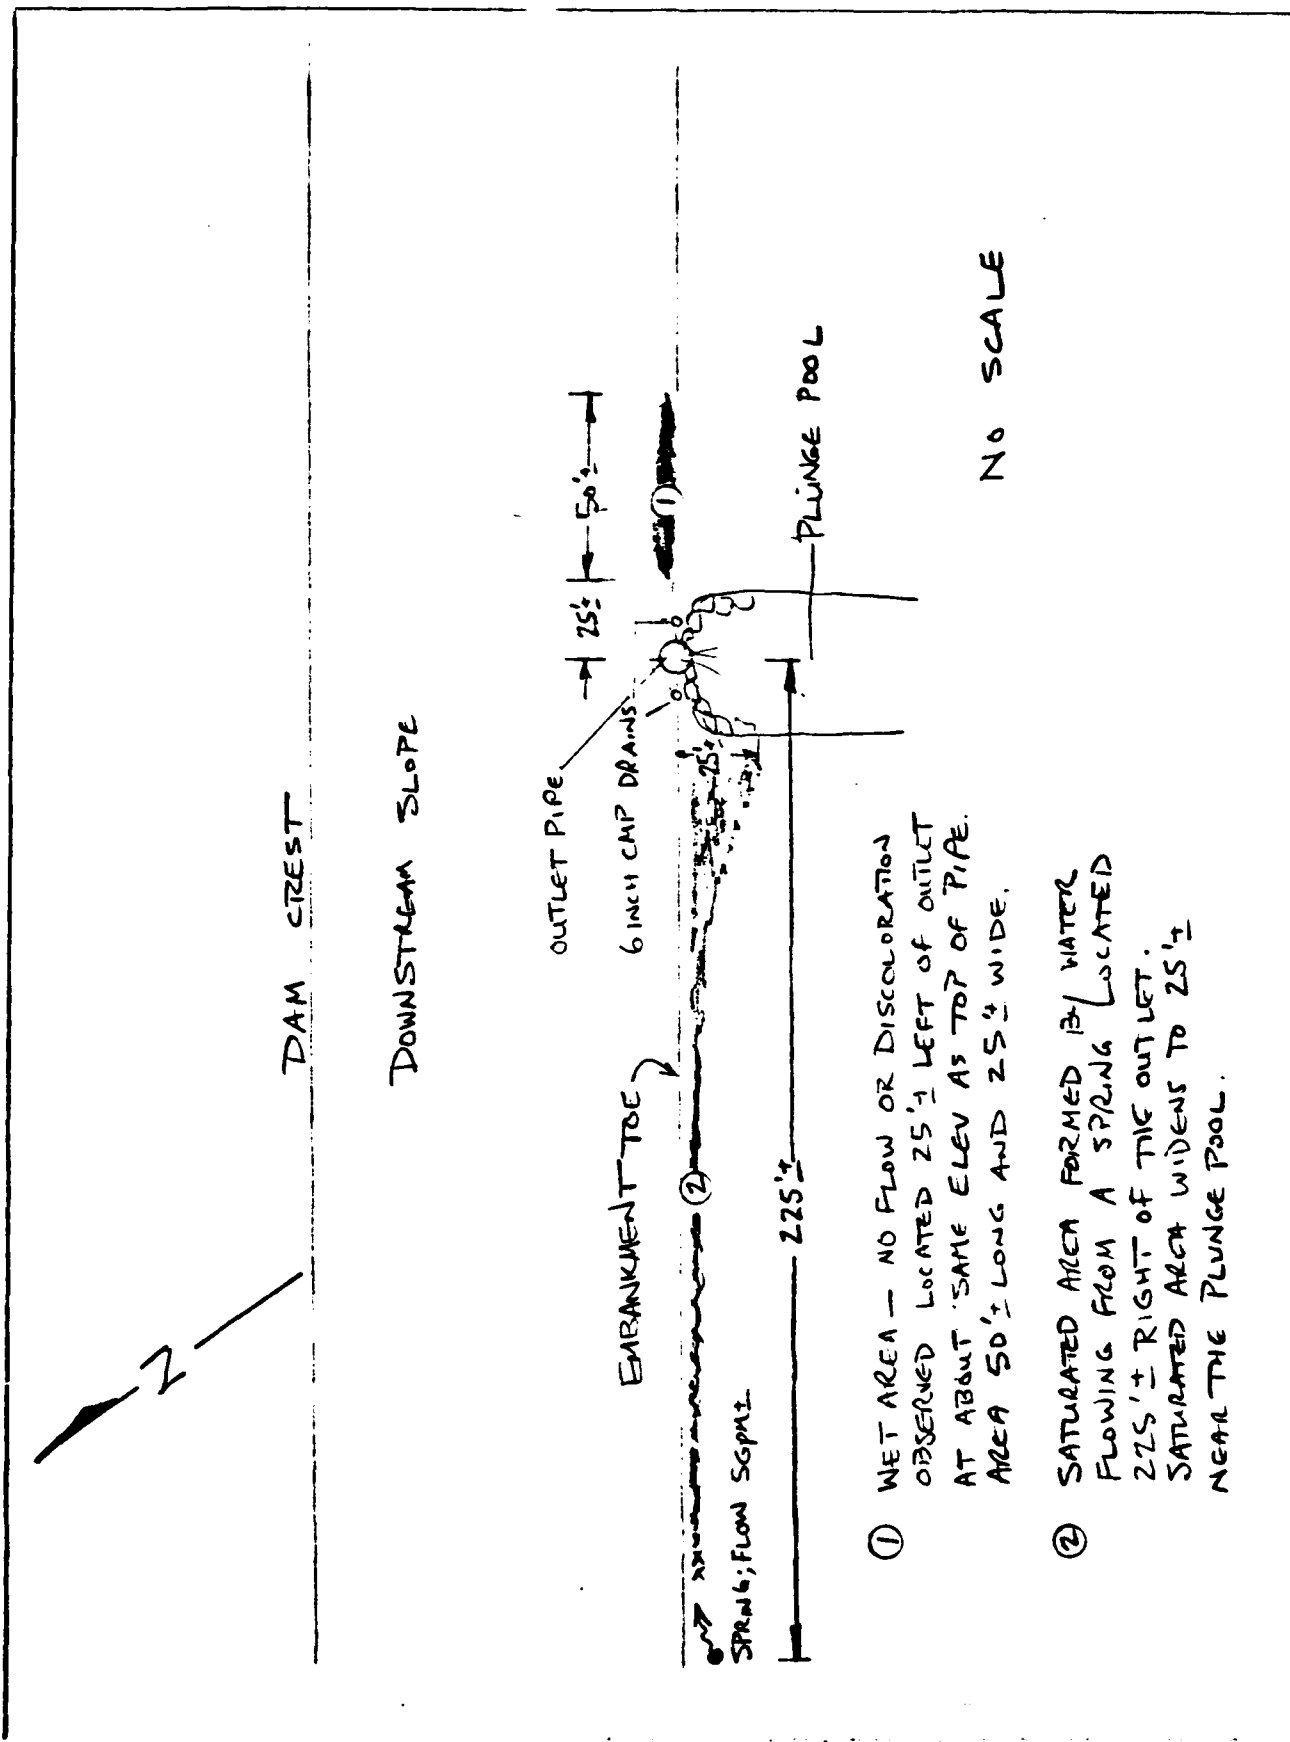 DAM CREST
DOWNSTREAM SLOPE
OUTLET PIPE
6 INCH CMP DRAINS
25'±
50'±
EMBANKMENT TOE
①
②
25'±
SPRING; FLOW 5GPM±
225'±
PLUNGE POOL
N
NO SCALE
① WET AREA — NO FLOW OR DISCOLORATION
OBSERVED LOCATED 25'± LEFT OF OUTLET
AT ABOUT SAME ELEV AS TOP OF PIPE.
AREA 50'± LONG AND 25'± WIDE.
② SATURATED AREA FORMED BY WATER
FLOWING FROM A SPRING LOCATED
225'± RIGHT OF THE OUTLET.
SATURATED AREA WIDENS TO 25'±
NEAR THE PLUNGE POOL.